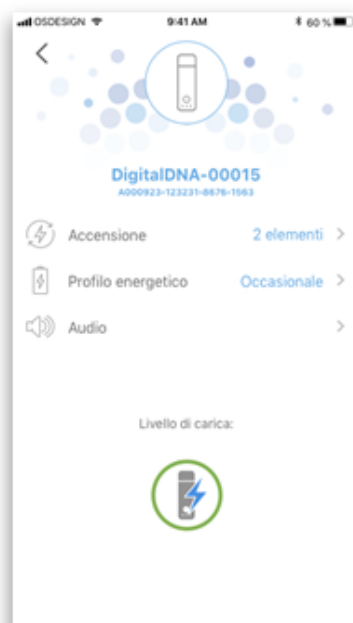 OSDESIGN 9:41 AM 60 %
DigitalDNA-00015
A000923-123231-8676-1563
Accensione 2 elementi
Profilo energetico Occasionale
Audio
Livello di carica: